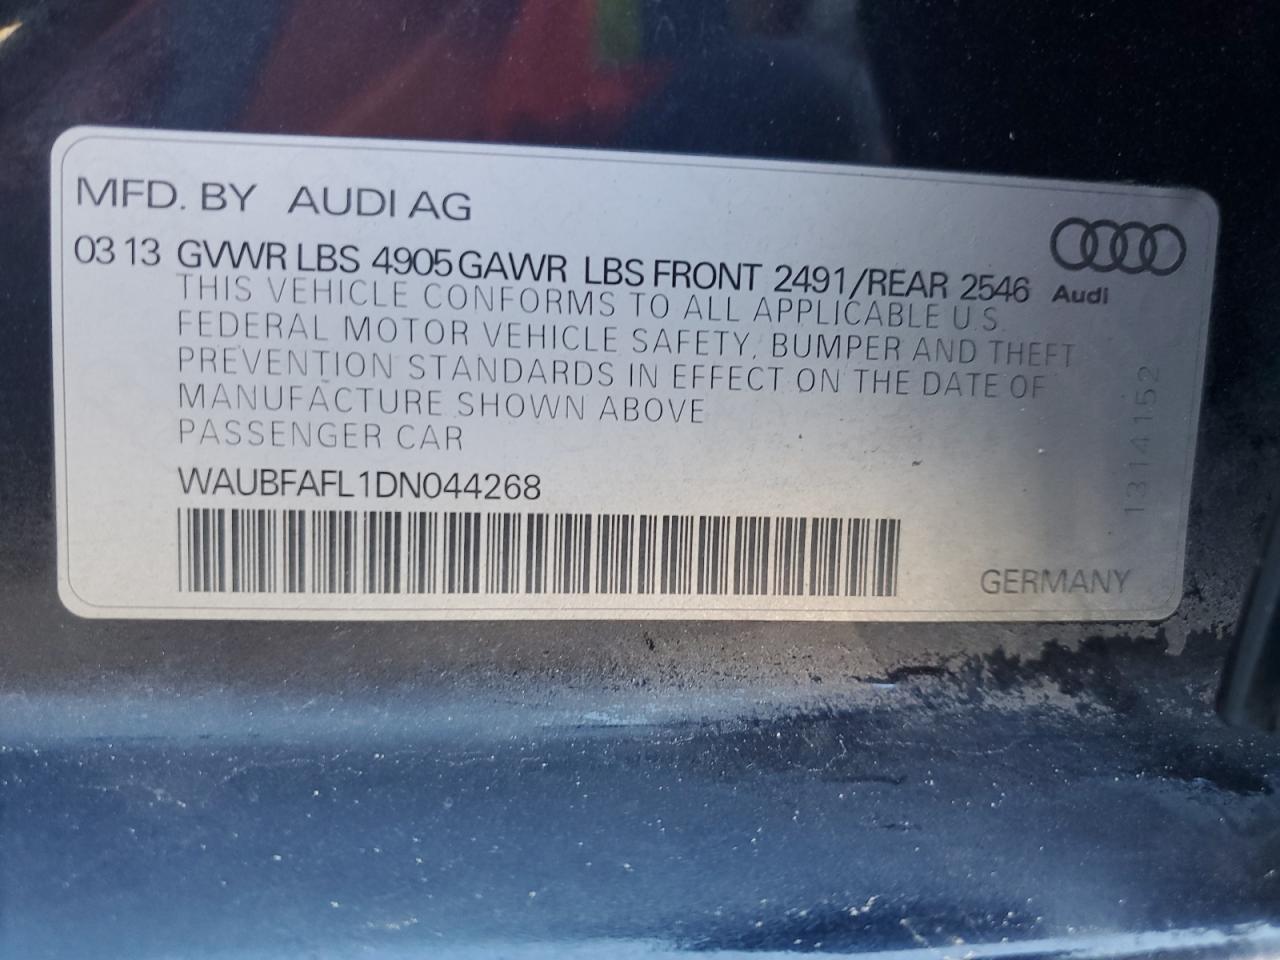 MFD. BY AUDI AG
03 13 GVWR LBS 4905 GAWR LBS FRONT 2491/REAR 2546
Audi
THIS VEHICLE CONFORMS TO ALL APPLICABLE U.S.
FEDERAL MOTOR VEHICLE SAFETY, BUMPER AND THEFT
PREVENTION STANDARDS IN EFFECT ON THE DATE OF
MANUFACTURE SHOWN ABOVE
PASSENGER CAR
WAUBFAFL1DN044268
1314152
GERMANY